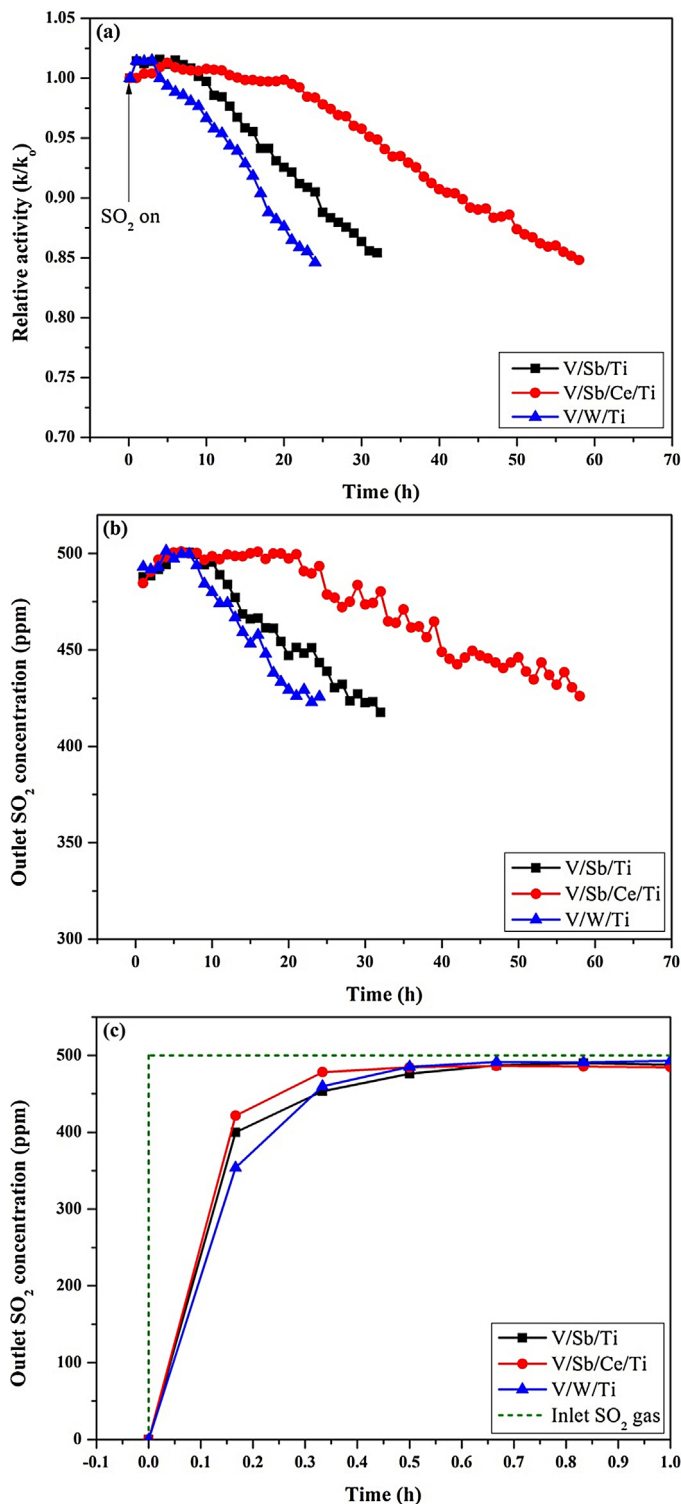 (a)
1.05
1.00
0.95
0.90
0.85
0.80
0.75
0.70
Relative activity (k/k₀)
SO₂ on
V/Sb/Ti
V/Sb/Ce/Ti
V/W/Ti
0 10 20 30 40 50 60 70
Time (h)
(b)
500
450
400
350
300
Outlet SO₂ concentration (ppm)
V/Sb/Ti
V/Sb/Ce/Ti
V/W/Ti
0 10 20 30 40 50 60 70
Time (h)
(c)
500
400
300
200
100
0
Outlet SO₂ concentration (ppm)
V/Sb/Ti
V/Sb/Ce/Ti
V/W/Ti
Inlet SO₂ gas
-0.1 0.0 0.1 0.2 0.3 0.4 0.5 0.6 0.7 0.8 0.9 1.0
Time (h)